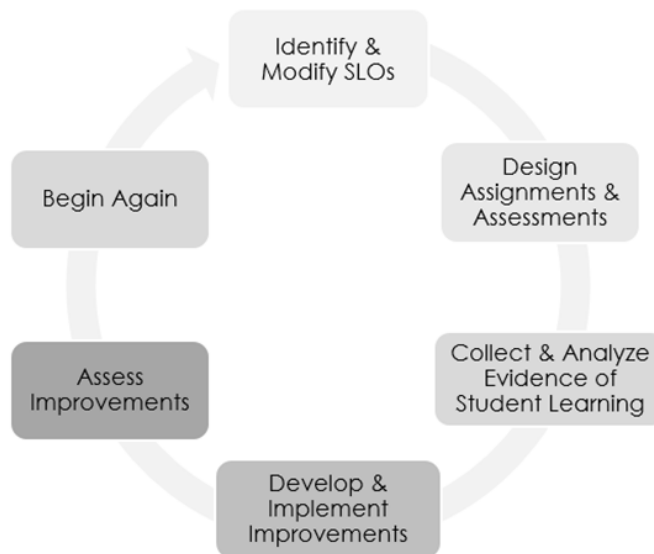 Identify &
Modify SLOs
Design
Assignments &
Assessments
Collect & Analyze
Evidence of
Student Learning
Develop &
Implement
Improvements
Assess
Improvements
Begin Again